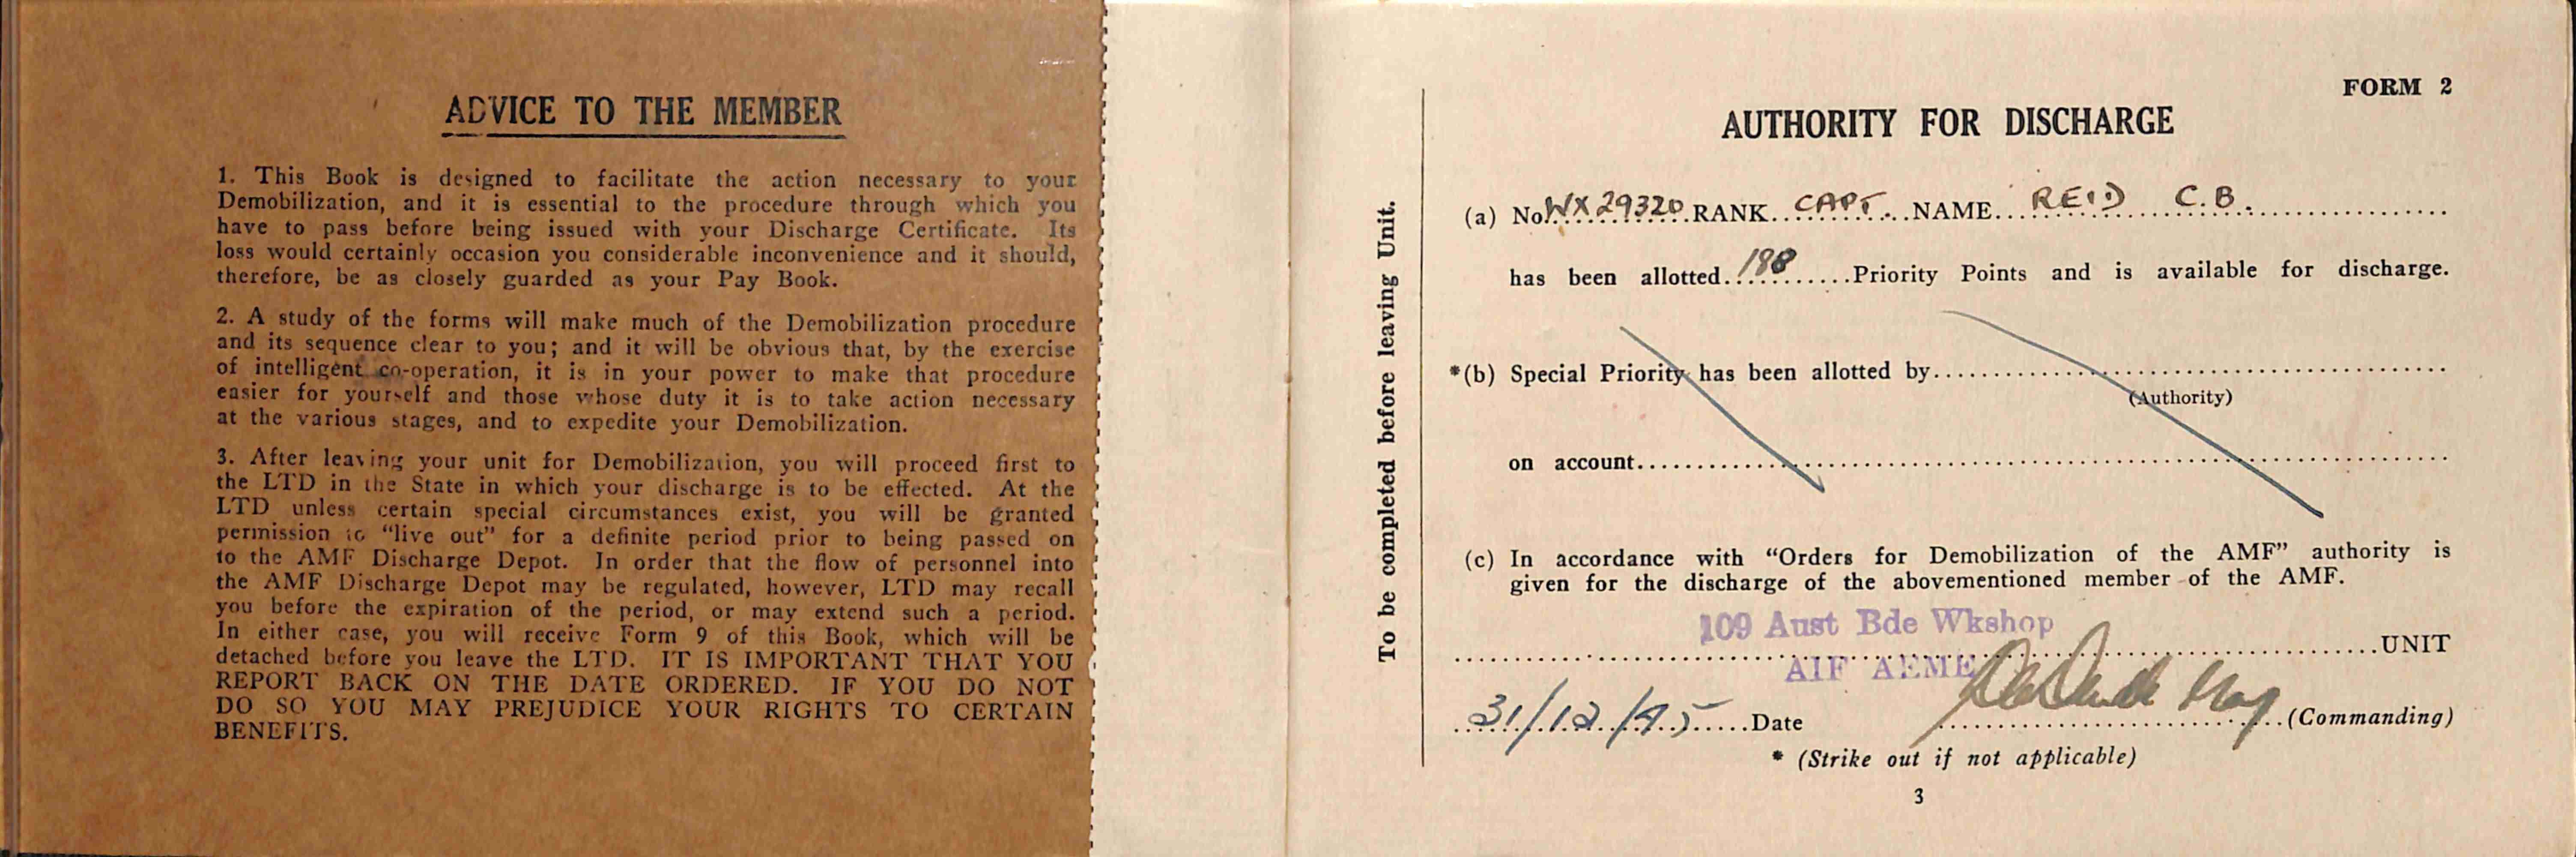 ADVICE TO THE MEMBER
1. This Book is designed to facilitate the action necessary to your
Demobilization, and it is essential to the procedure through which you
have to pass before being issued with your Discharge Certificate. Its
loss would certainly occasion you considerable inconvenience and it should,
therefore, be as closely guarded as your Pay Book.
2. A study of the forms will make much of the Demobilization procedure
and its sequence clear to you; and it will be obvious that, by the exercise
of intelligent co-operation, it is in your power to make that procedure
easier for yourself and those whose duty it is to take action necessary
at the various stages, and to expedite your Demobilization.
3. After leaving your unit for Demobilization, you will proceed first to
the LTD in the State in which your discharge is to be effected. At the
LTD unless certain special circumstances exist, you will be granted
permission to "live out" for a definite period prior to being passed on
to the AMF Discharge Depot. In order that the flow of personnel into
the AMF Discharge Depot may be regulated, however, LTD may recall
you before the expiration of the period, or may extend such a period.
In either case, you will receive Form 9 of this Book, which will be
detached before you leave the LTD. IT IS IMPORTANT THAT YOU
REPORT BACK ON THE DATE ORDERED. IF YOU DO NOT
DO SO YOU MAY PREJUDICE YOUR RIGHTS TO CERTAIN
BENEFITS.
To be completed before leaving Unit.
FORM 2
AUTHORITY FOR DISCHARGE
(a) No WX 29320 RANK CAPT. NAME REID C.B.
has been allotted 188 Priority Points and is available for discharge.
*(b) Special Priority has been allotted by
(Authority)
on account
(c) In accordance with "Orders for Demobilization of the AMF" authority is
given for the discharge of the abovementioned member of the AMF.
109 Aust Bde Wkshop
UNIT
AIF AEME
31/12/45 Date
(Commanding)
* (Strike out if not applicable)
3